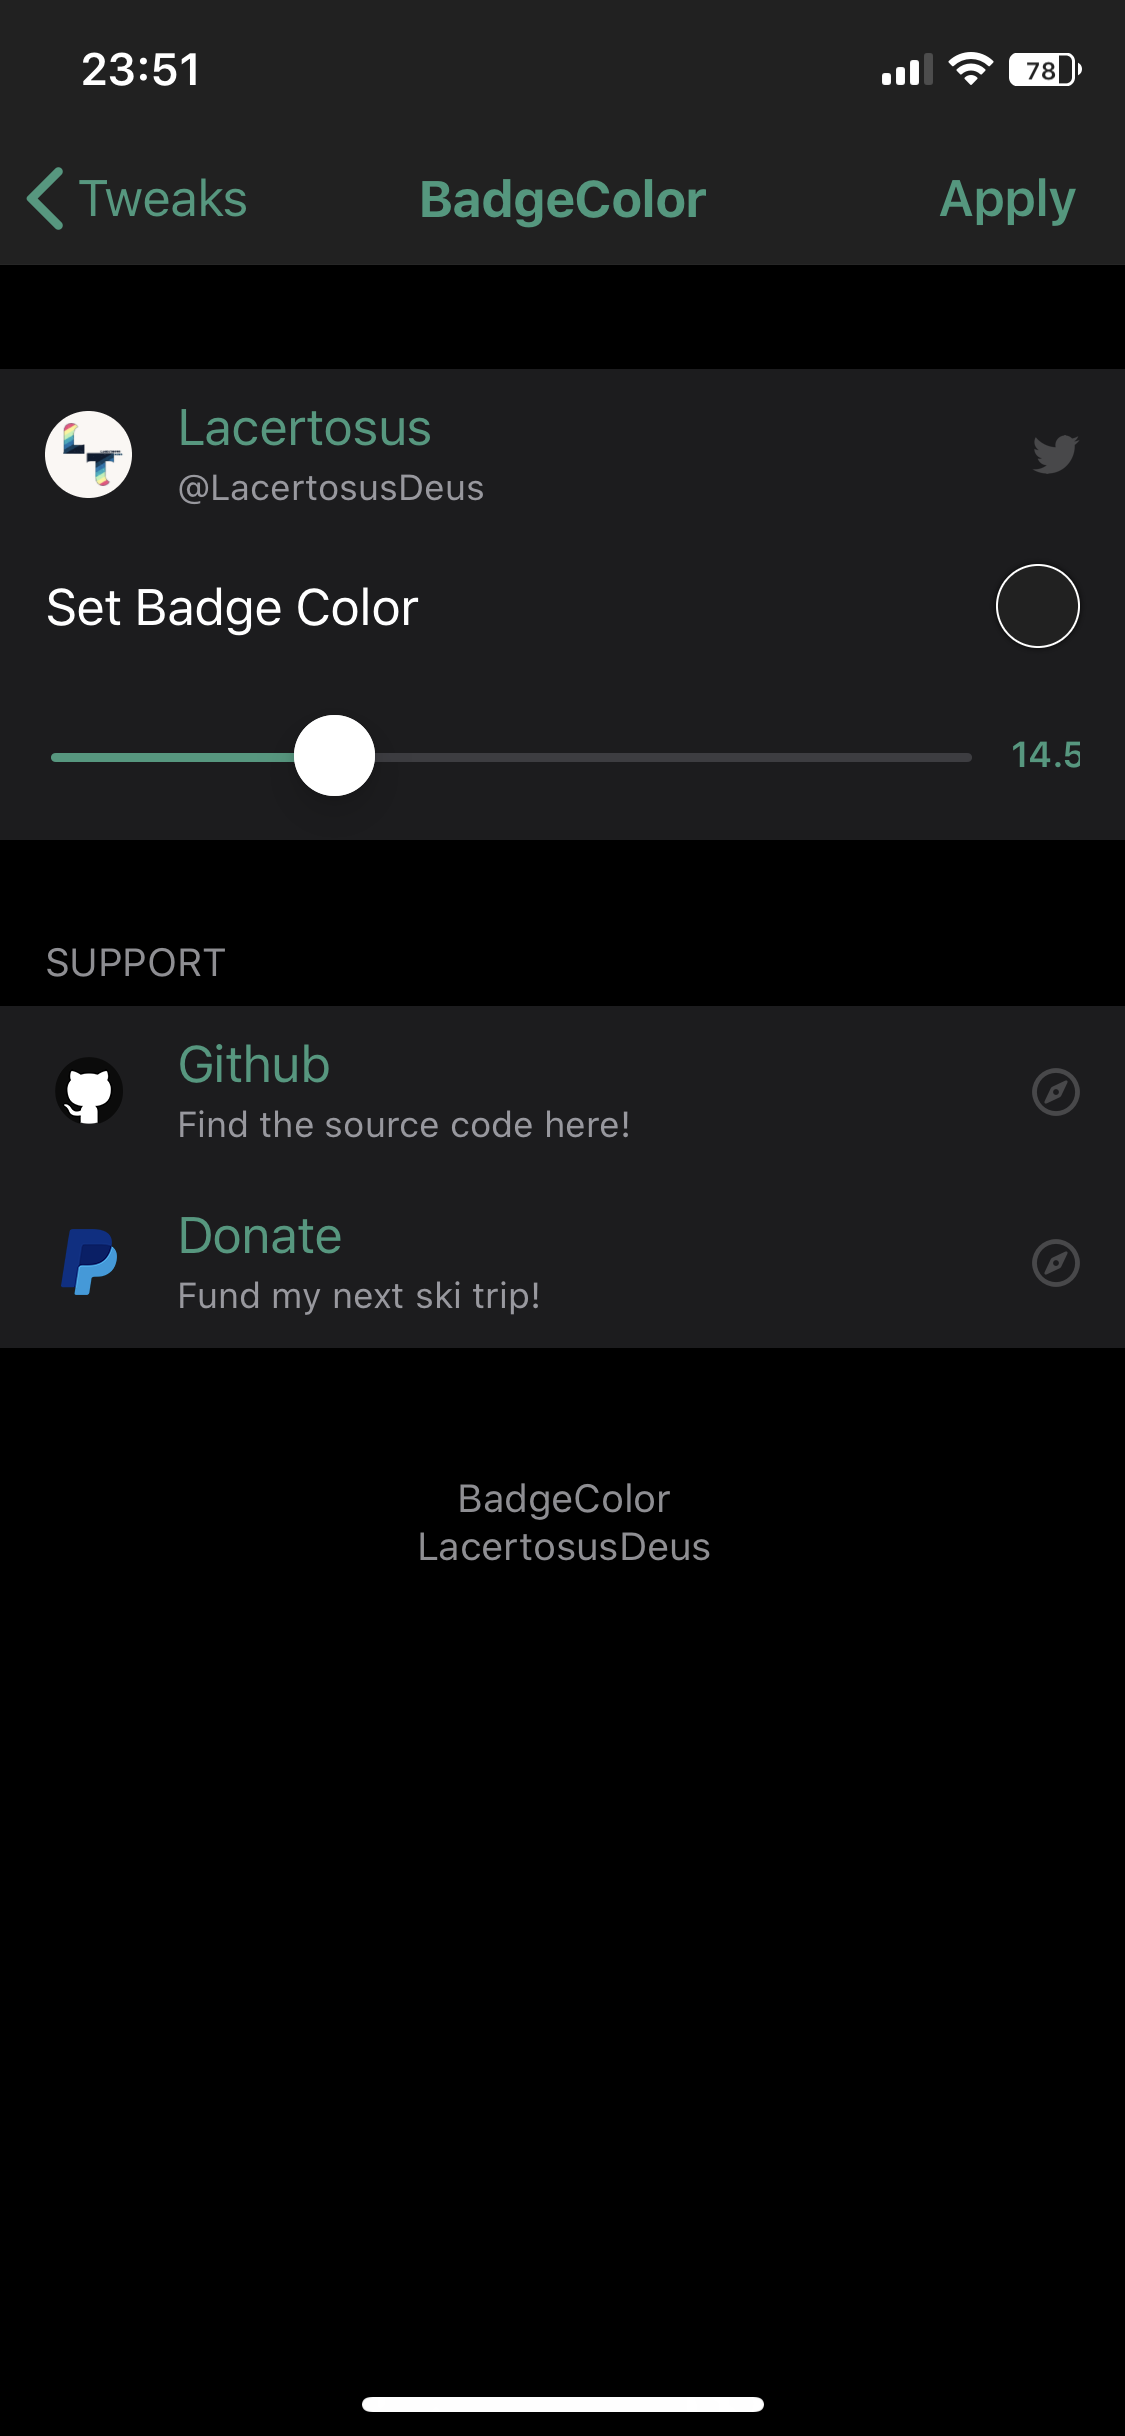 23:51
78
Tweaks
BadgeColor
Apply
Lacertosus
@LacertosusDeus
Set Badge Color
14.5
SUPPORT
Github
Find the source code here!
Donate
Fund my next ski trip!
BadgeColor
LacertosusDeus